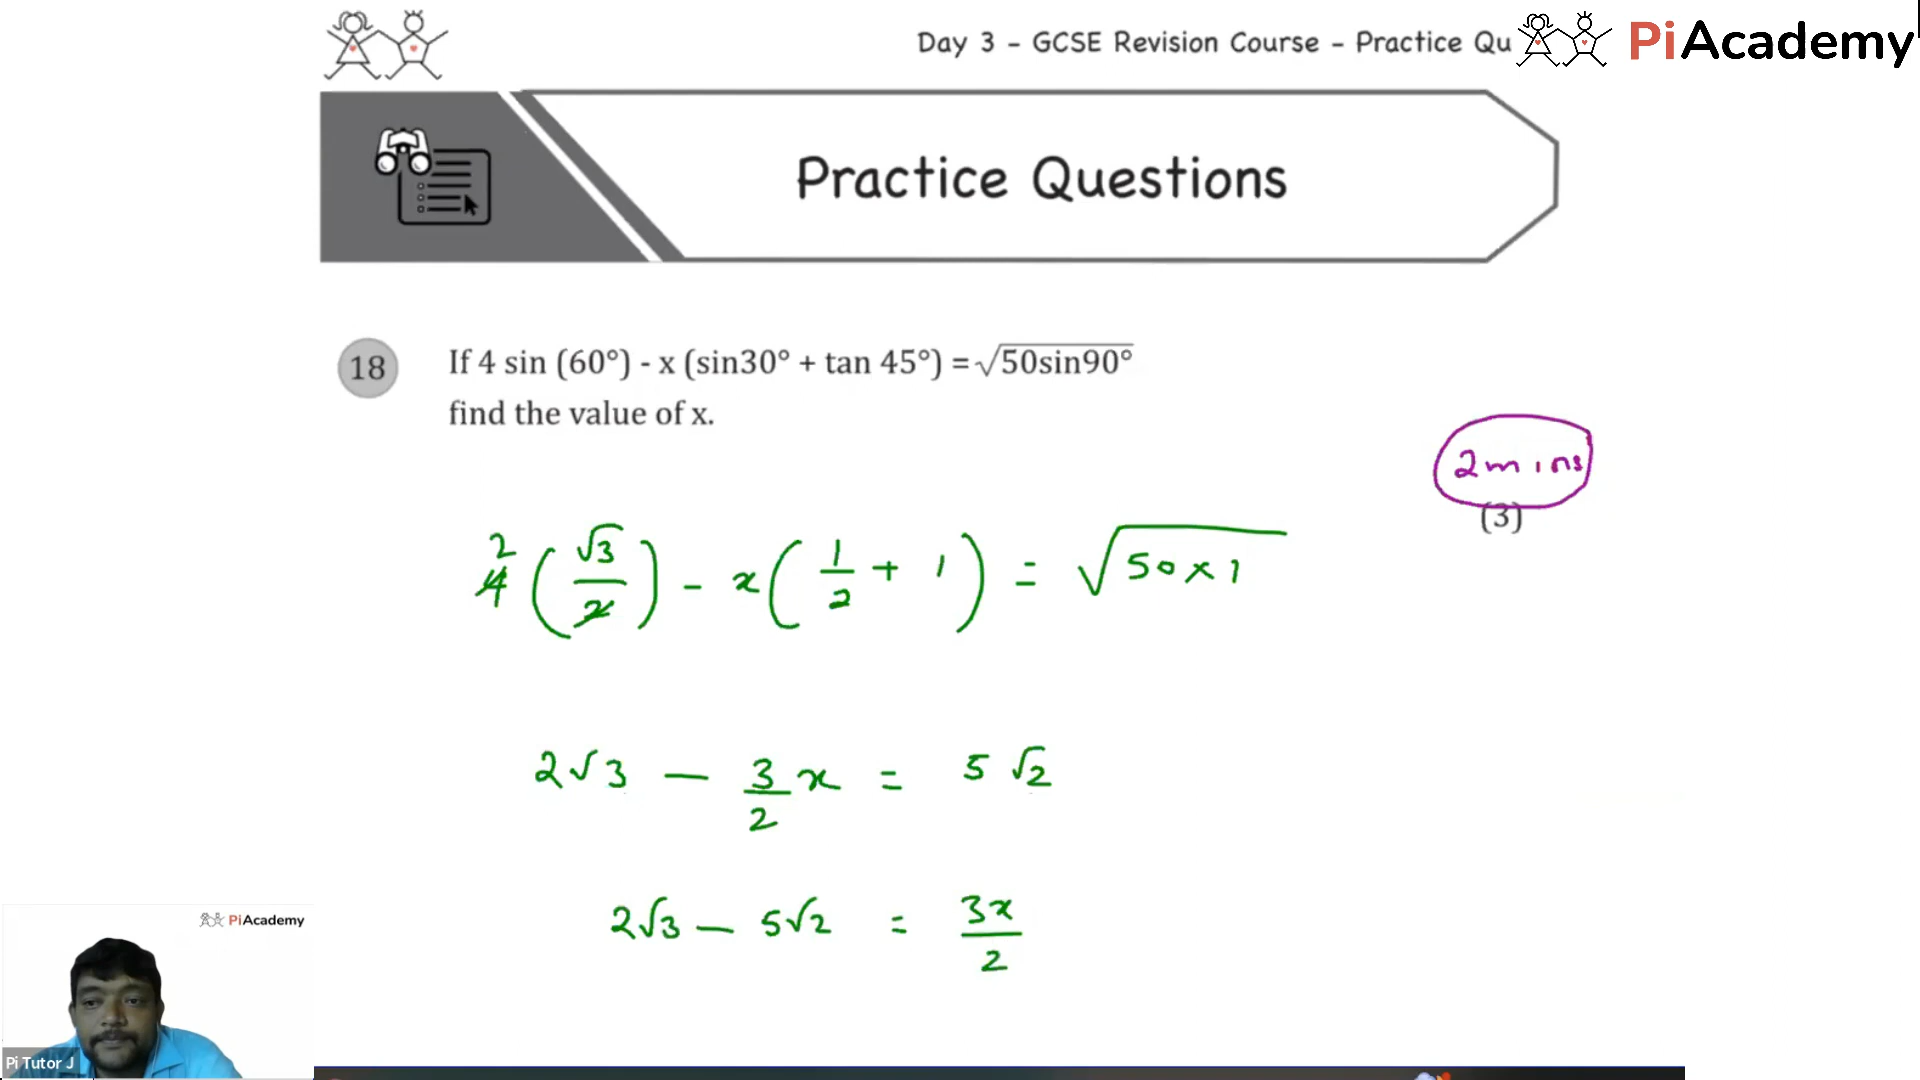 Day 3 - GCSE Revision Course - Practice Qu
PiAcademy
Practice Questions
18 If 4 sin (60°) - x (sin30° + tan 45°) = √50sin90°
find the value of x.
2mins
(3)
2
4 (√3/2) - x (1/2 + 1) = √50 × 1
2√3 - 3/2 x = 5√2
2√3 - 5√2 = 3x/2
PiAcademy
Pi Tutor J